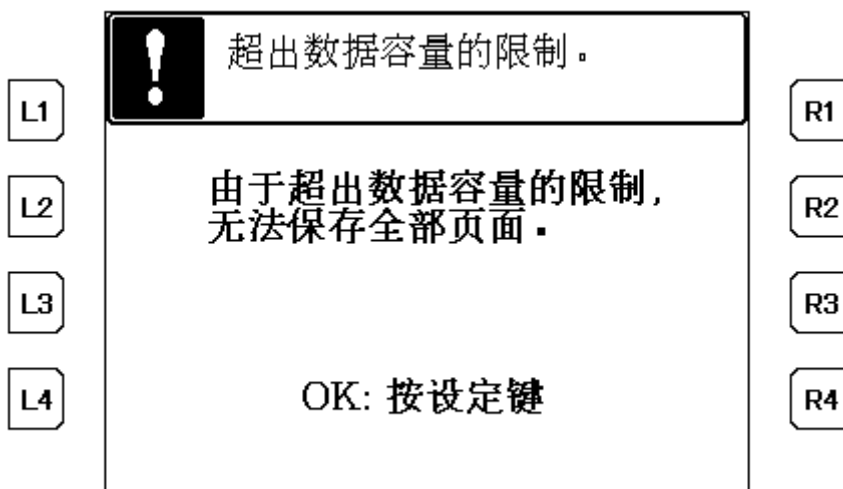 超出数据容量的限制。
L1
R1
由于超出数据容量的限制,
L2
R2
无法保存全部页面.
L3
R3
OK: 按设定键
L4
R4